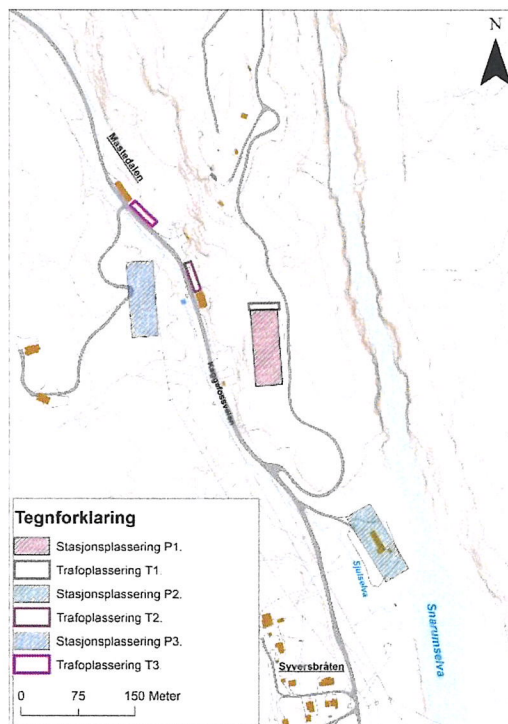 N
Mastedalen
Kaggefossveien
Tegnforklaring
Stasjonsplassering P1.
Trafoplassering T1.
Stasjonsplassering P2.
Trafoplassering T2.
Stasjonsplassering P3.
Trafoplassering T3
0 75 150 Meter
Sjulselva
Snarumselva
Syversbråten